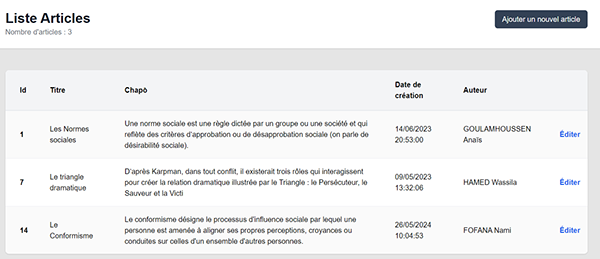 Liste Articles
Ajouter un nouvel article
Nombre d'articles : 3
Id Titre Chapô Date de
création Auteur
1 Les Normes
sociales
Une norme sociale est une règle dictée par un groupe ou une société et qui
reflète des critères d'approbation ou de désapprobation sociale (on parle de
désirabilité sociale).
14/06/2023
20:53:00
GOULAMHOUSSEN
Anaïs
Éditer
7 Le triangle
dramatique
D'après Karpman, dans tout conflit, il existerait trois rôles qui interagissent
pour créer la relation dramatique illustrée par le Triangle : le Persécuteur, le
Sauveur et la Victi
09/05/2023
13:32:06
HAMED Wassila
Éditer
14 Le
Conformisme
Le conformisme désigne le processus d'influence sociale par lequel une
personne est amenée à aligner ses propres perceptions, croyances ou
conduites sur celles d'un ensemble d'autres personnes.
26/05/2024
10:04:53
FOFANA Nami
Éditer